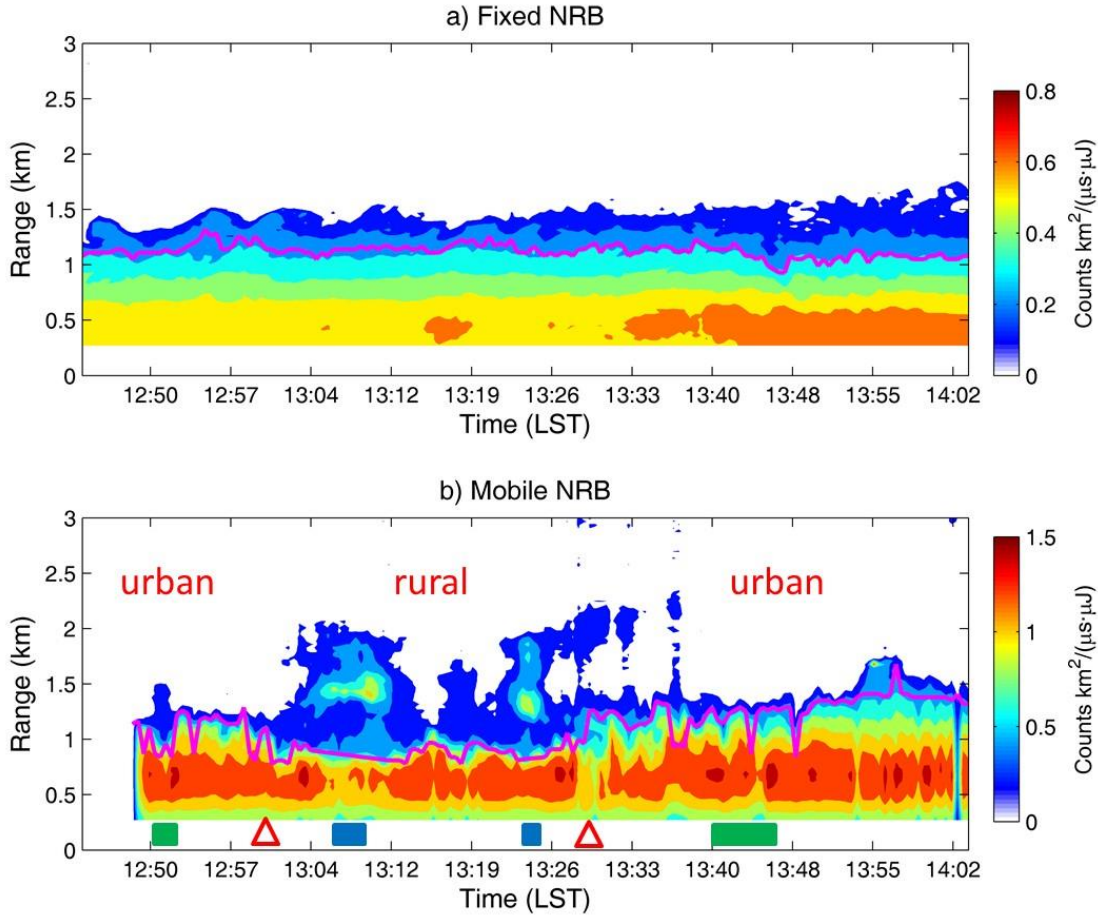 a) Fixed NRB
3
2.5
2
1.5
1
0.5
0
Range (km)
12:50 12:57 13:04 13:12 13:19 13:26 13:33 13:40 13:48 13:55 14:02
Time (LST)
0.8
0.6
0.4
0.2
0
Counts km²/(μs·μJ)
b) Mobile NRB
3
2.5
2
1.5
1
0.5
0
Range (km)
urban rural urban
12:50 12:57 13:04 13:12 13:19 13:26 13:33 13:40 13:48 13:55 14:02
Time (LST)
1.5
1
0.5
0
Counts km²/(μs·μJ)